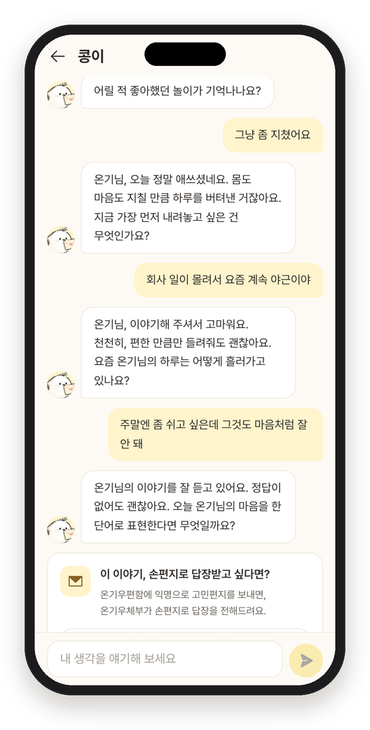 콩이
어릴 적 좋아했던 놀이가 기억나나요?
그냥 좀 지쳤어요
온기님, 오늘 정말 애쓰셨네요. 몸도
마음도 지칠 만큼 하루를 버텨낸 거잖아요.
지금 가장 먼저 내려놓고 싶은 건
무엇인가요?
회사 일이 몰려서 요즘 계속 야근이야
온기님, 이야기해 주셔서 고마워요.
천천히, 편한 만큼만 들려줘도 괜찮아요.
요즘 온기님의 하루는 어떻게 흘러가고
있나요?
주말엔 좀 쉬고 싶은데 그것도 마음처럼 잘
안 돼
온기님의 이야기를 잘 듣고 있어요. 정답이
없어도 괜찮아요. 오늘 온기님의 마음을 한
단어로 표현한다면 무엇일까요?
이 이야기, 손편지로 답장받고 싶다면?
온기우편함에 익명으로 고민편지를 보내면,
온기우체부가 손편지로 답장을 전해드려요.
내 생각을 얘기해 보세요